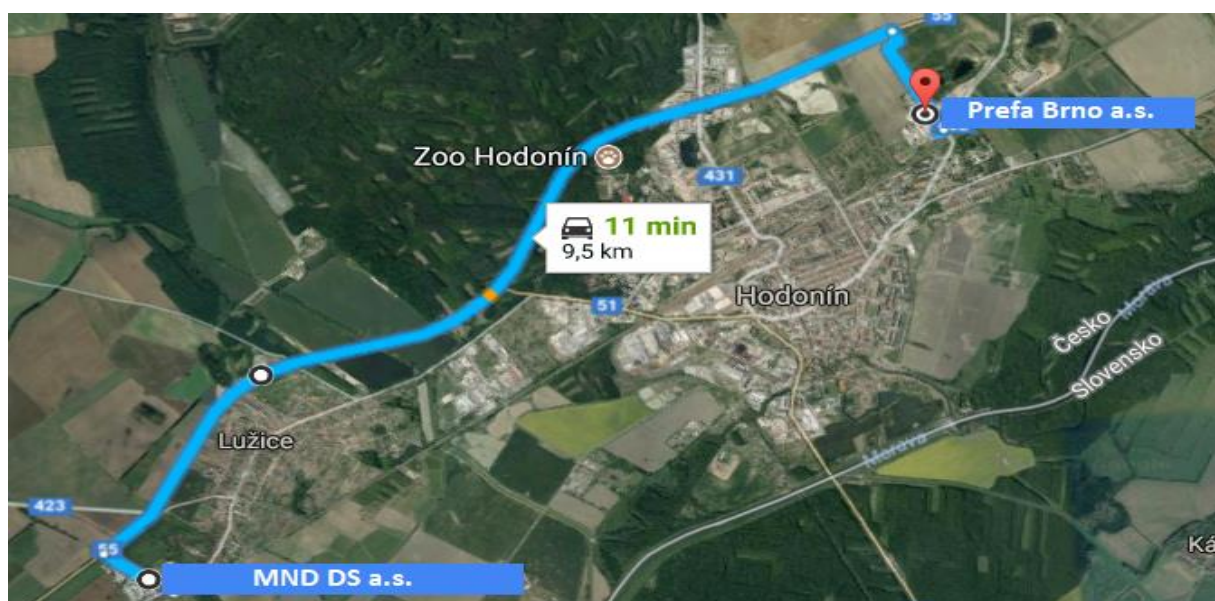 55
Prefa Brno a.s.
Zoo Hodonín
431
11 min
9,5 km
51
Hodonín
Morava
Česko
Slovensko
Morava
Lužice
423
55
MND DS a.s.
Ká